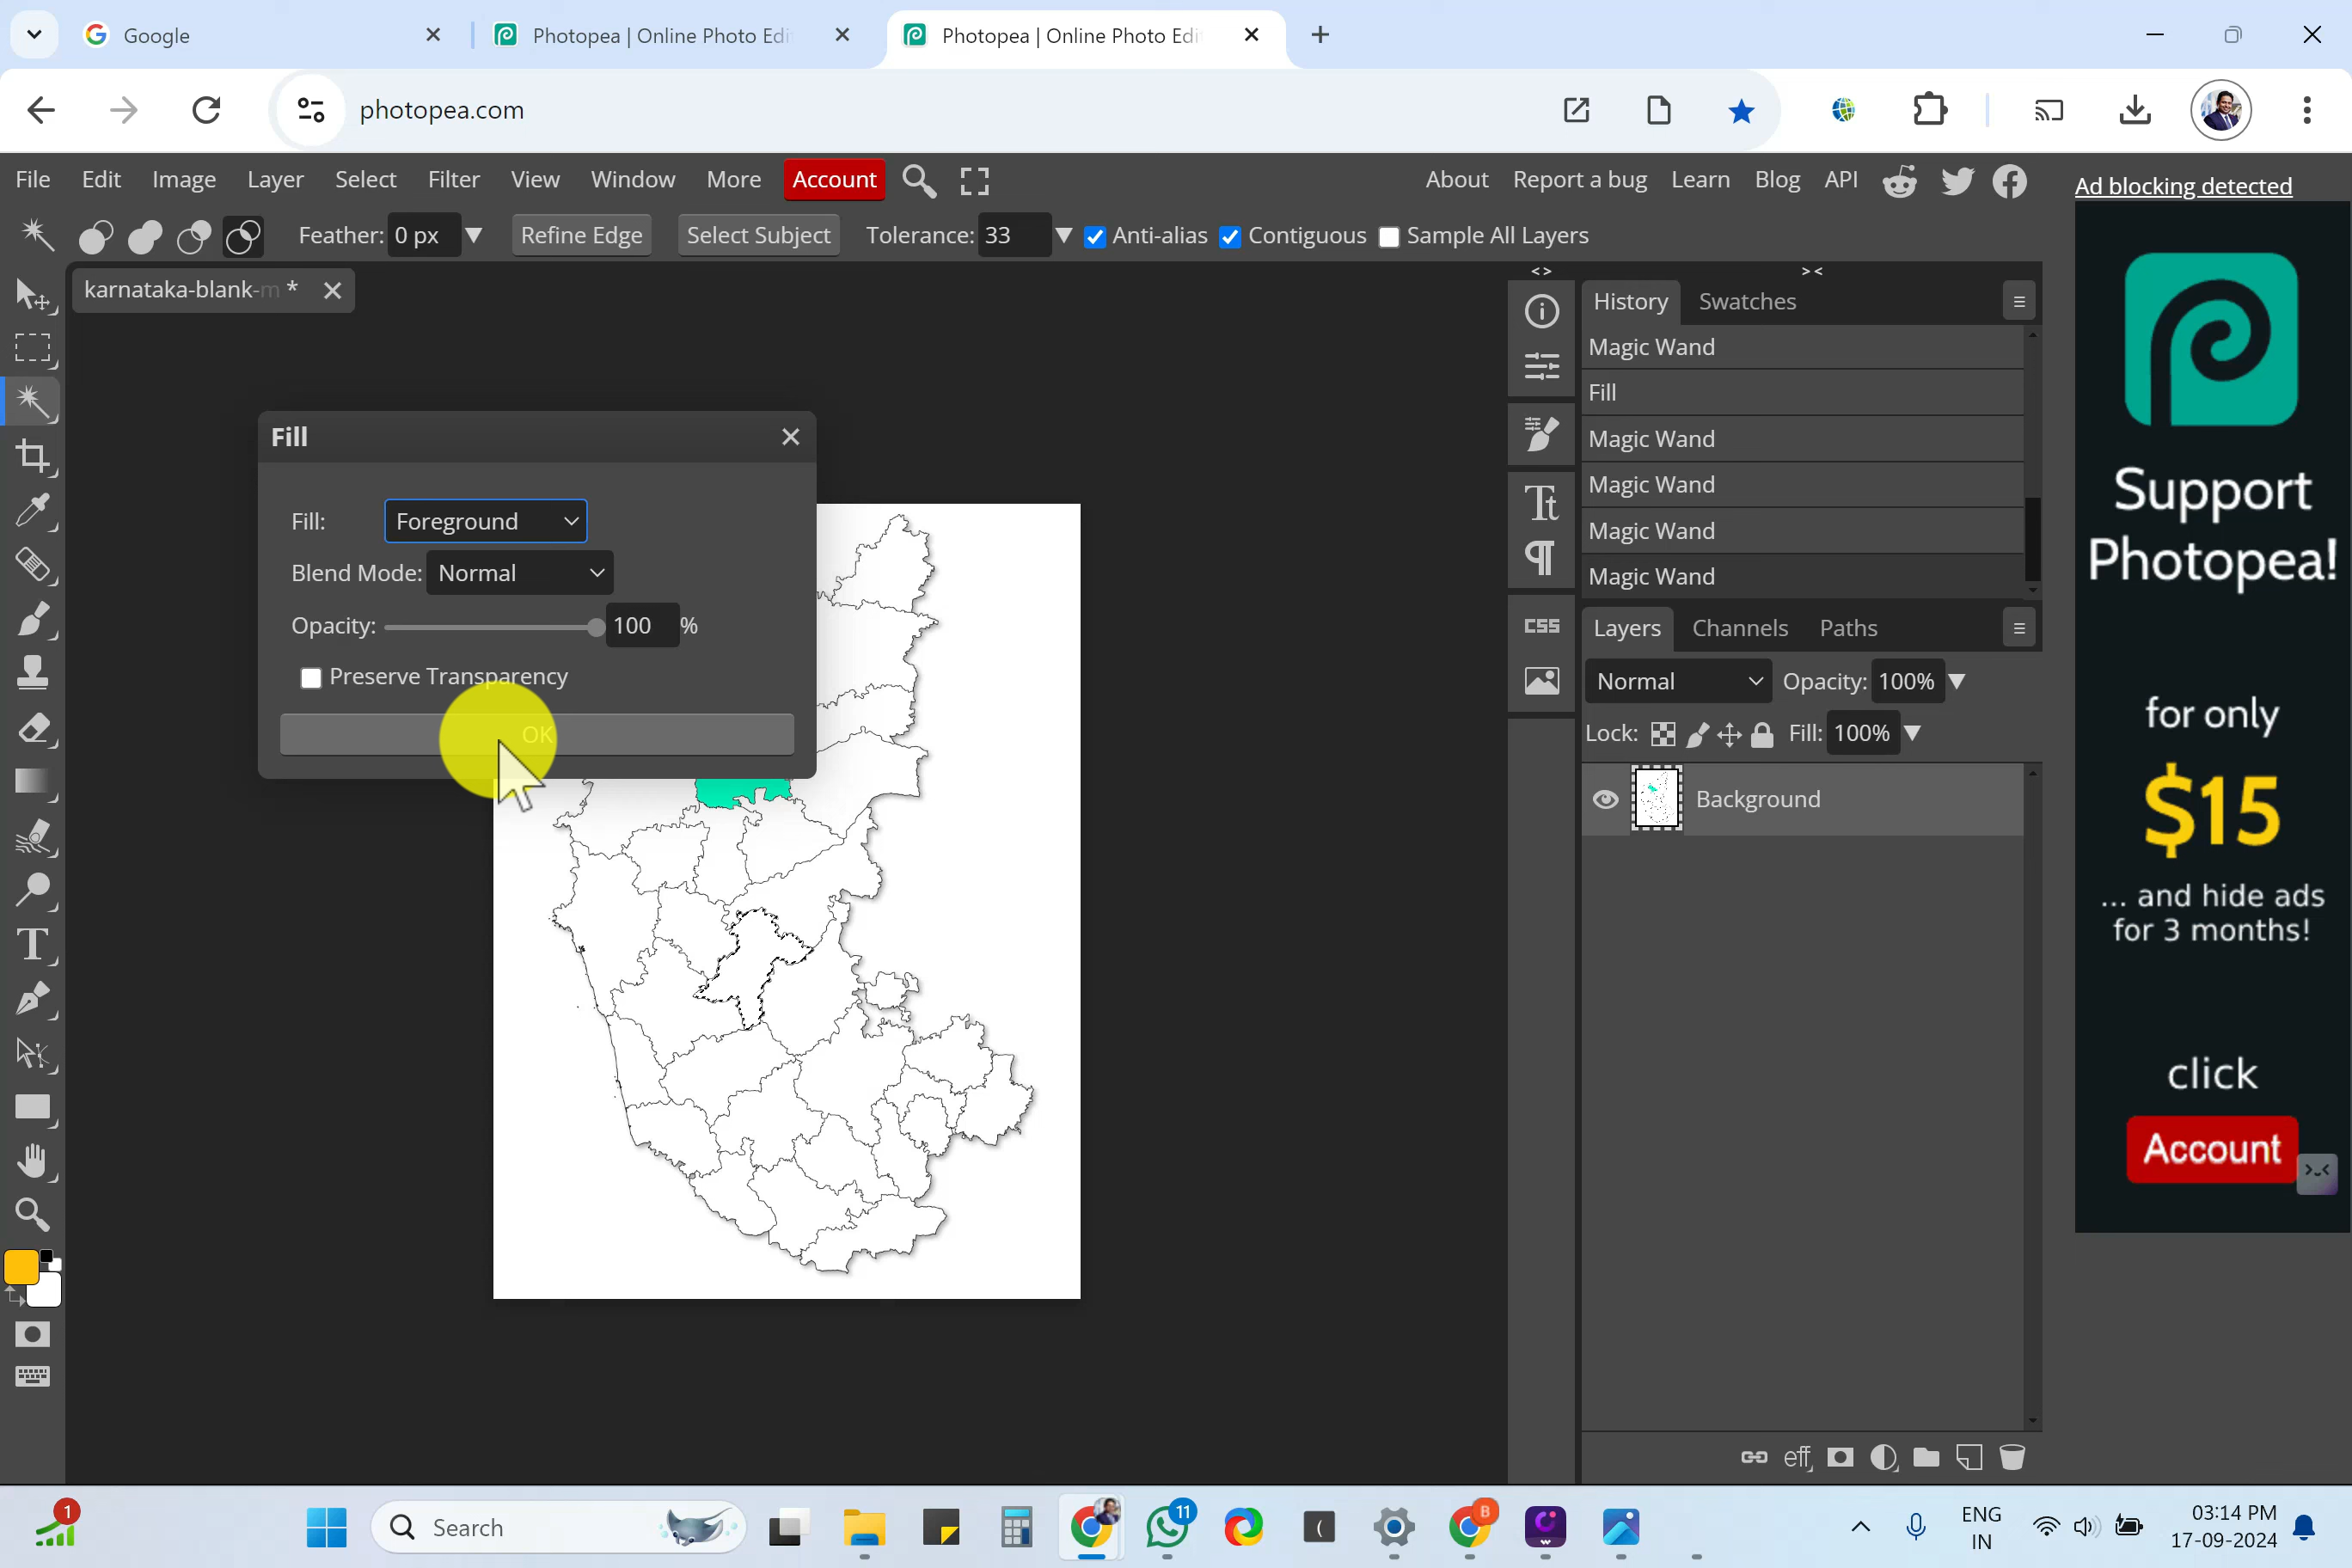 Google
Photopea | Online Photo Edi
Photopea | Online Photo Edi
photopea.com
File Edit Image Layer Select Filter View Window More Account
About Report a bug Learn Blog API
Ad blocking detected
Feather: 0 px Refine Edge Select Subject Tolerance: 33 Anti-alias Contiguous Sample All Layers
karnataka-blank-m *
Fill
Fill: Foreground
Blend Mode: Normal
Opacity: 100 %
Preserve Transparency
OK
< >
> <
History Swatches
Magic Wand
Fill
Magic Wand
Magic Wand
Magic Wand
Magic Wand
CSS
Layers Channels Paths
Normal Opacity: 100%
Lock: Fill: 100%
Background
eff
Support
Photopea!
for only
$15
... and hide ads
for 3 months!
click
Account
1
Search
11
B
ENG
IN
03:14 PM
17-09-2024